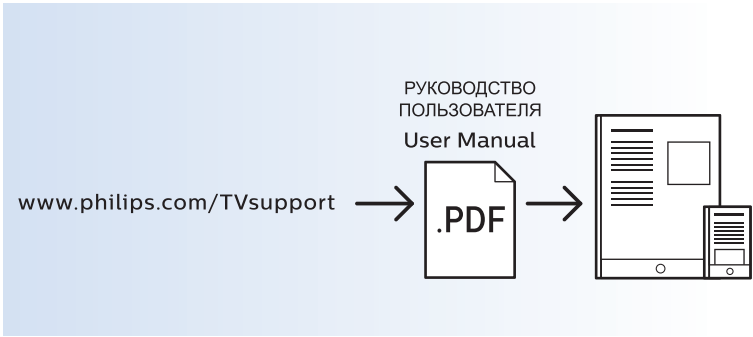 РУКОВОДСТВО
ПОЛЬЗОВАТЕЛЯ
User Manual
www.philips.com/TVsupport
.PDF